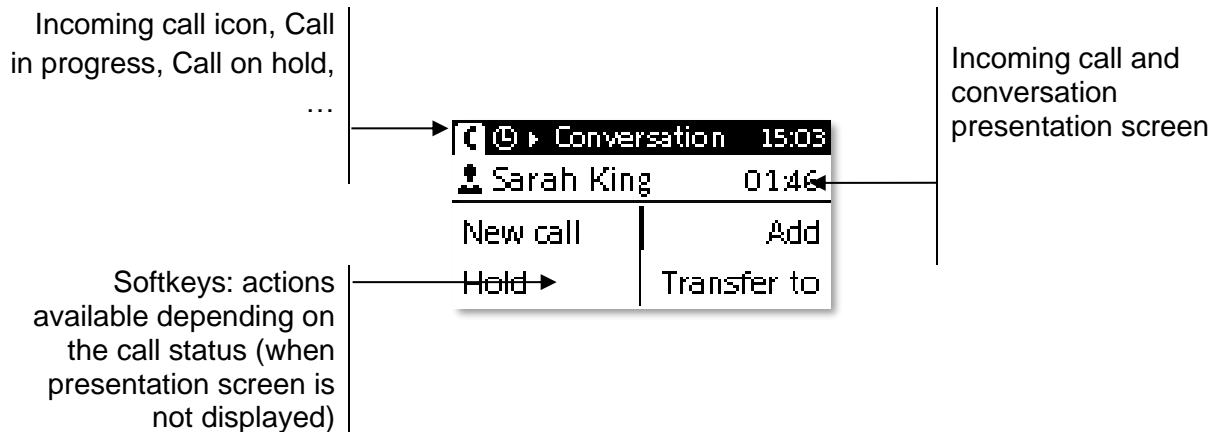 Incoming call icon, Call
in progress, Call on hold,
…
Incoming call and
conversation
presentation screen
Conversation 15:03
Sarah King 01:46
New call Add
Hold Transfer to
Softkeys: actions
available depending on
the call status (when
presentation screen is
not displayed)